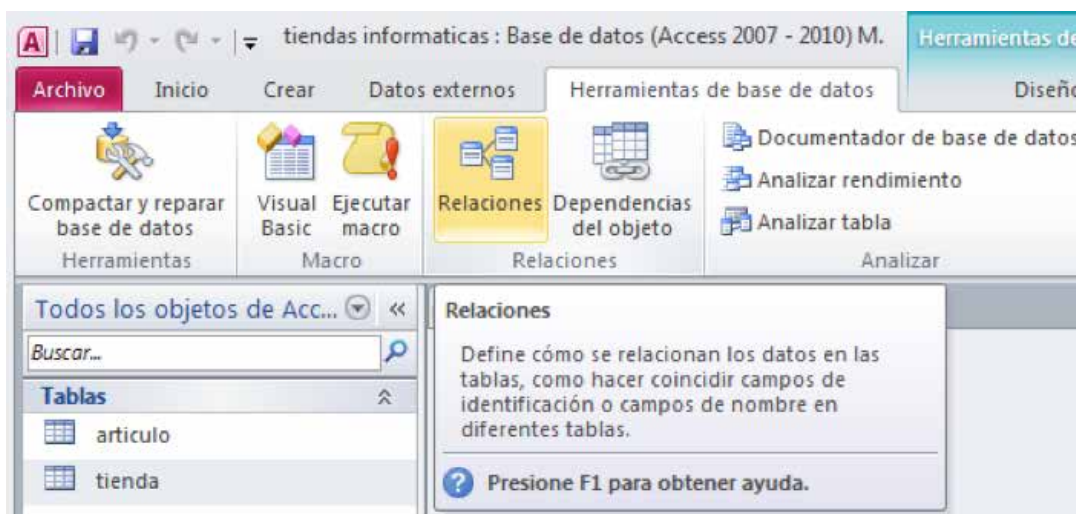 tiendas informaticas : Base de datos (Access 2007 - 2010) M.
Herramientas de
Archivo Inicio Crear Datos externos Herramientas de base de datos Diseño
Compactar y reparar
base de datos
Herramientas
Visual
Basic
Ejecutar
macro
Macro
Relaciones
Dependencias
del objeto
Relaciones
Documentador de base de datos
Analizar rendimiento
Analizar tabla
Analizar
Todos los objetos de Acc...
Buscar...
Tablas
articulo
tienda
Relaciones
Define cómo se relacionan los datos en las
tablas, como hacer coincidir campos de
identificación o campos de nombre en
diferentes tablas.
Presione F1 para obtener ayuda.